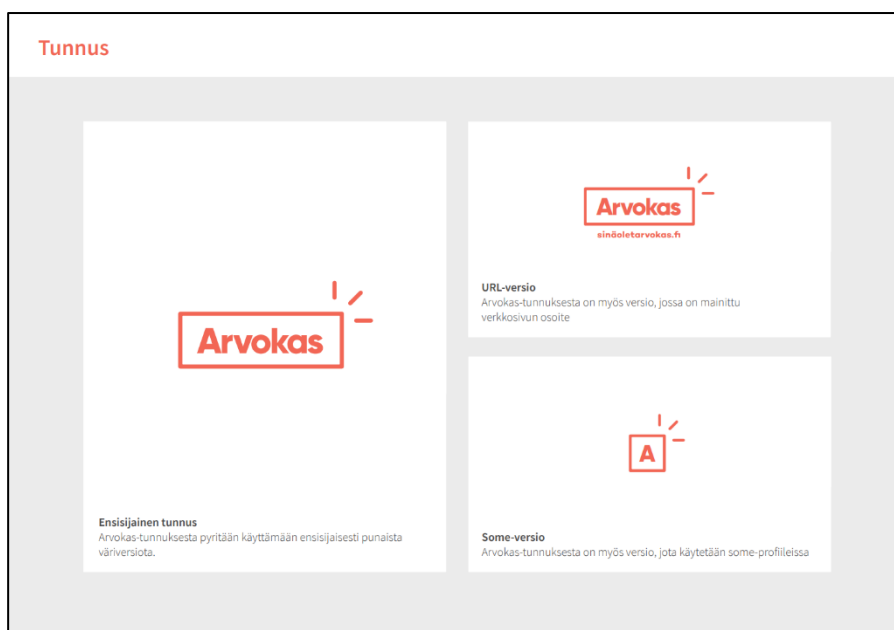 Tunnus
Arvokas
Ensisijainen tunnus
Arvokas-tunnuksesta pyritään käyttämään ensisijaisesti punaista
väriversiota.
Arvokas
sinäoletarvokas.fi
URL-versio
Arvokas-tunnuksesta on myös versio, jossa on mainittu
verkkosivun osoite
A
Some-versio
Arvokas-tunnuksesta on myös versio, jota käytetään some-profiileissa